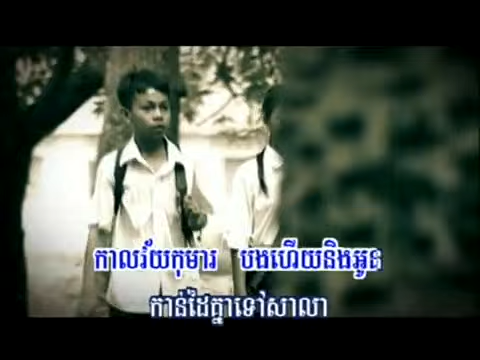 កាលវ័យកុមារ បងហើយនិងអូន
កាន់ដៃគ្នាទៅសាលា